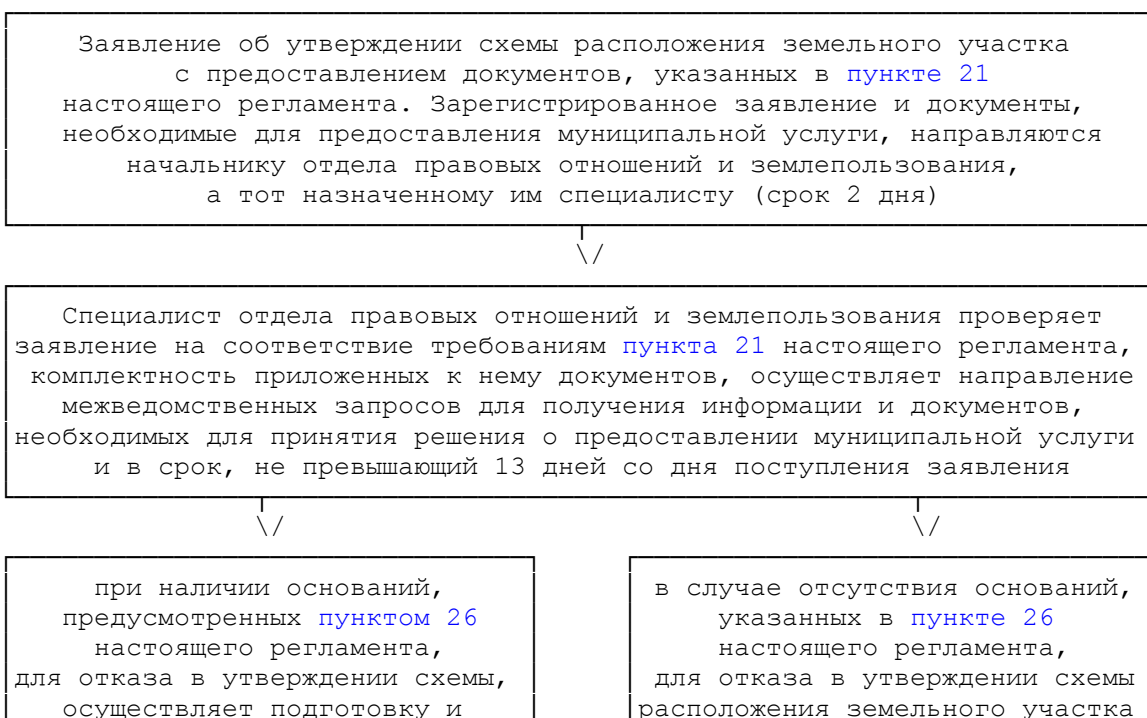 Заявление об утверждении схемы расположения земельного участка
с предоставлением документов, указанных в пункте 21
настоящего регламента. Зарегистрированное заявление и документы,
необходимые для предоставления муниципальной услуги, направляются
начальнику отдела правовых отношений и землепользования,
а тот назначенному им специалисту (срок 2 дня)
Специалист отдела правовых отношений и землепользования проверяет
заявление на соответствие требованиям пункта 21 настоящего регламента,
комплектность приложенных к нему документов, осуществляет направление
межведомственных запросов для получения информации и документов,
необходимых для принятия решения о предоставлении муниципальной услуги
и в срок, не превышающий 13 дней со дня поступления заявления
при наличии оснований,
предусмотренных пунктом 26
настоящего регламента,
для отказа в утверждении схемы,
осуществляет подготовку и
в случае отсутствия оснований,
указанных в пункте 26
настоящего регламента,
для отказа в утверждении схемы
расположения земельного участка